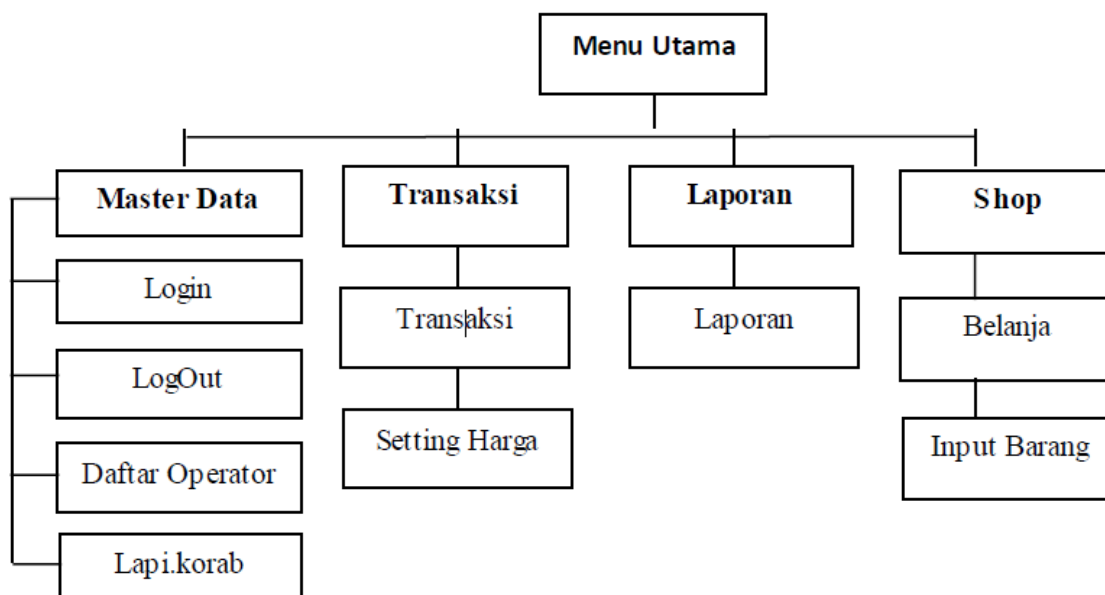 Menu Utama
Master Data
Transaksi
Laporan
Shop
Login
Transaksi
Laporan
Belanja
LogOut
Setting Harga
Input Barang
Daftar Operator
Lapi.korab